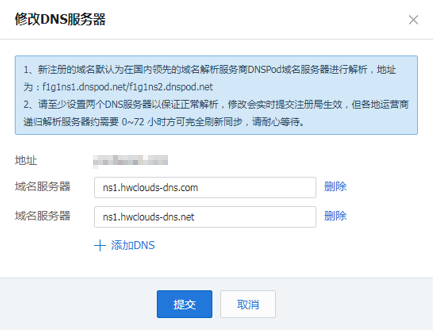 修改DNS服务器
1、新注册的域名默认为在国内领先的域名解析服务商DNSPod域名服务器进行解析，地址
为：f1g1ns1.dnspod.net/f1g1ns2.dnspod.net
2、请至少设置两个DNS服务器以保证正常解析，修改会实时提交注册局生效，但各地运营商
递归解析服务器约需要 0~72 小时方可完全刷新同步，请耐心等待。
地址
域名服务器 ns1.hwclouds-dns.com 删除
域名服务器 ns1.hwclouds-dns.net 删除
添加DNS
提交 取消